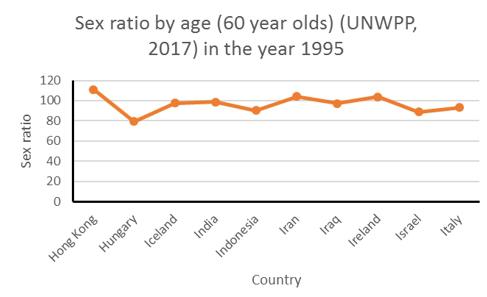 Sex ratio by age (60 year olds) (UNWPP,
2017) in the year 1995
120
100
80
60
40
20
0
Sex ratio
Hong Kong
Hungary
Iceland
India
Indonesia
Iran
Iraq
Ireland
Israel
Italy
Country